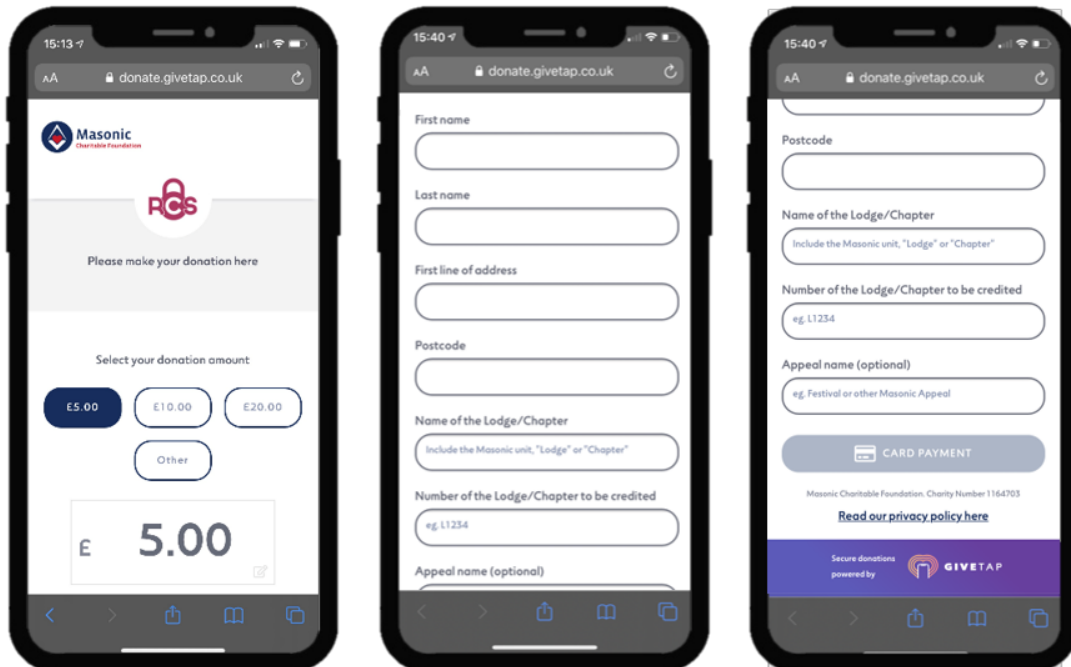 15:13
AA donate.givetap.co.uk
Masonic
Charitable Foundation
RCS
Please make your donation here
Select your donation amount
£5.00 £10.00 £20.00
Other
£ 5.00
15:40
AA donate.givetap.co.uk
First name
Last name
First line of address
Postcode
Name of the Lodge/Chapter
Include the Masonic unit, "Lodge" or "Chapter"
Number of the Lodge/Chapter to be credited
eg. L1234
Appeal name (optional)
15:40
AA donate.givetap.co.uk
Postcode
Name of the Lodge/Chapter
Include the Masonic unit, "Lodge" or "Chapter"
Number of the Lodge/Chapter to be credited
eg. L1234
Appeal name (optional)
eg. Festival or other Masonic Appeal
CARD PAYMENT
Masonic Charitable Foundation. Charity Number 1164703
Read our privacy policy here
Secure donations
powered by
GIVETAP